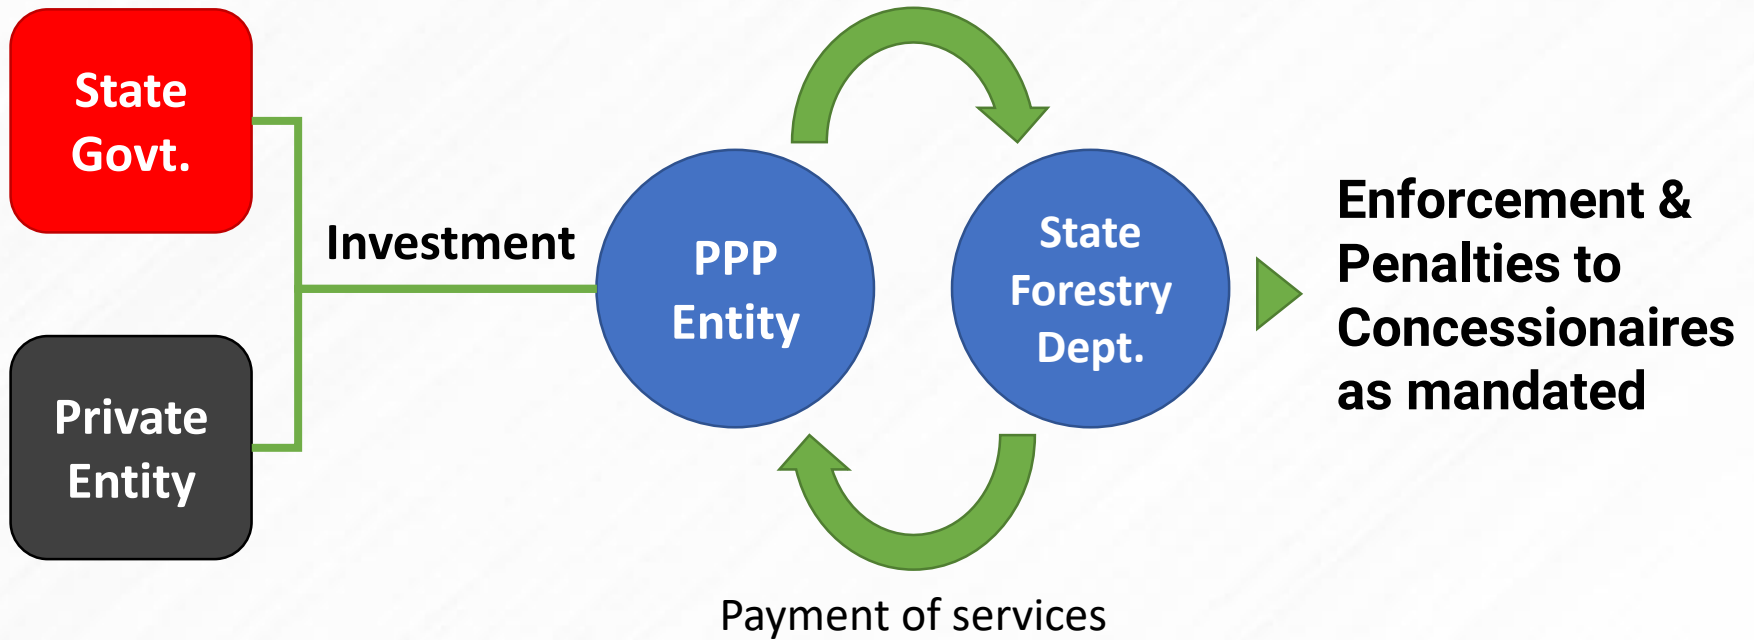 State
Govt.
Investment
Private
Entity
PPP
Entity
State
Forestry
Dept.
Payment of services
Enforcement &
Penalties to
Concessionaires
as mandated